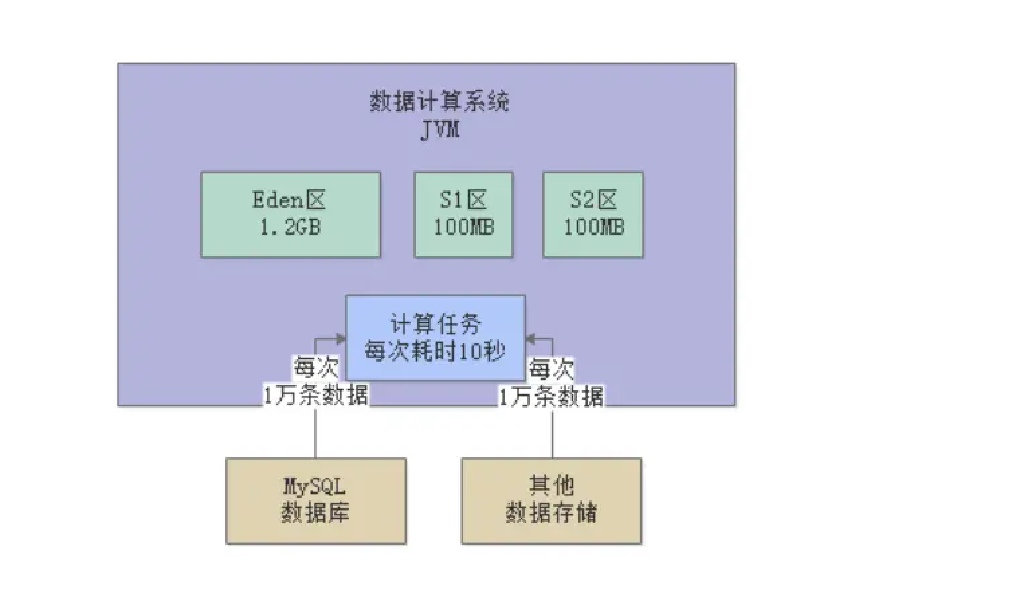 数据计算系统
JVM
Eden区
1.2GB
S1区
100MB
S2区
100MB
计算任务
每次耗时10秒
每次
1万条数据
每次
1万条数据
MySQL
数据库
其他
数据存储